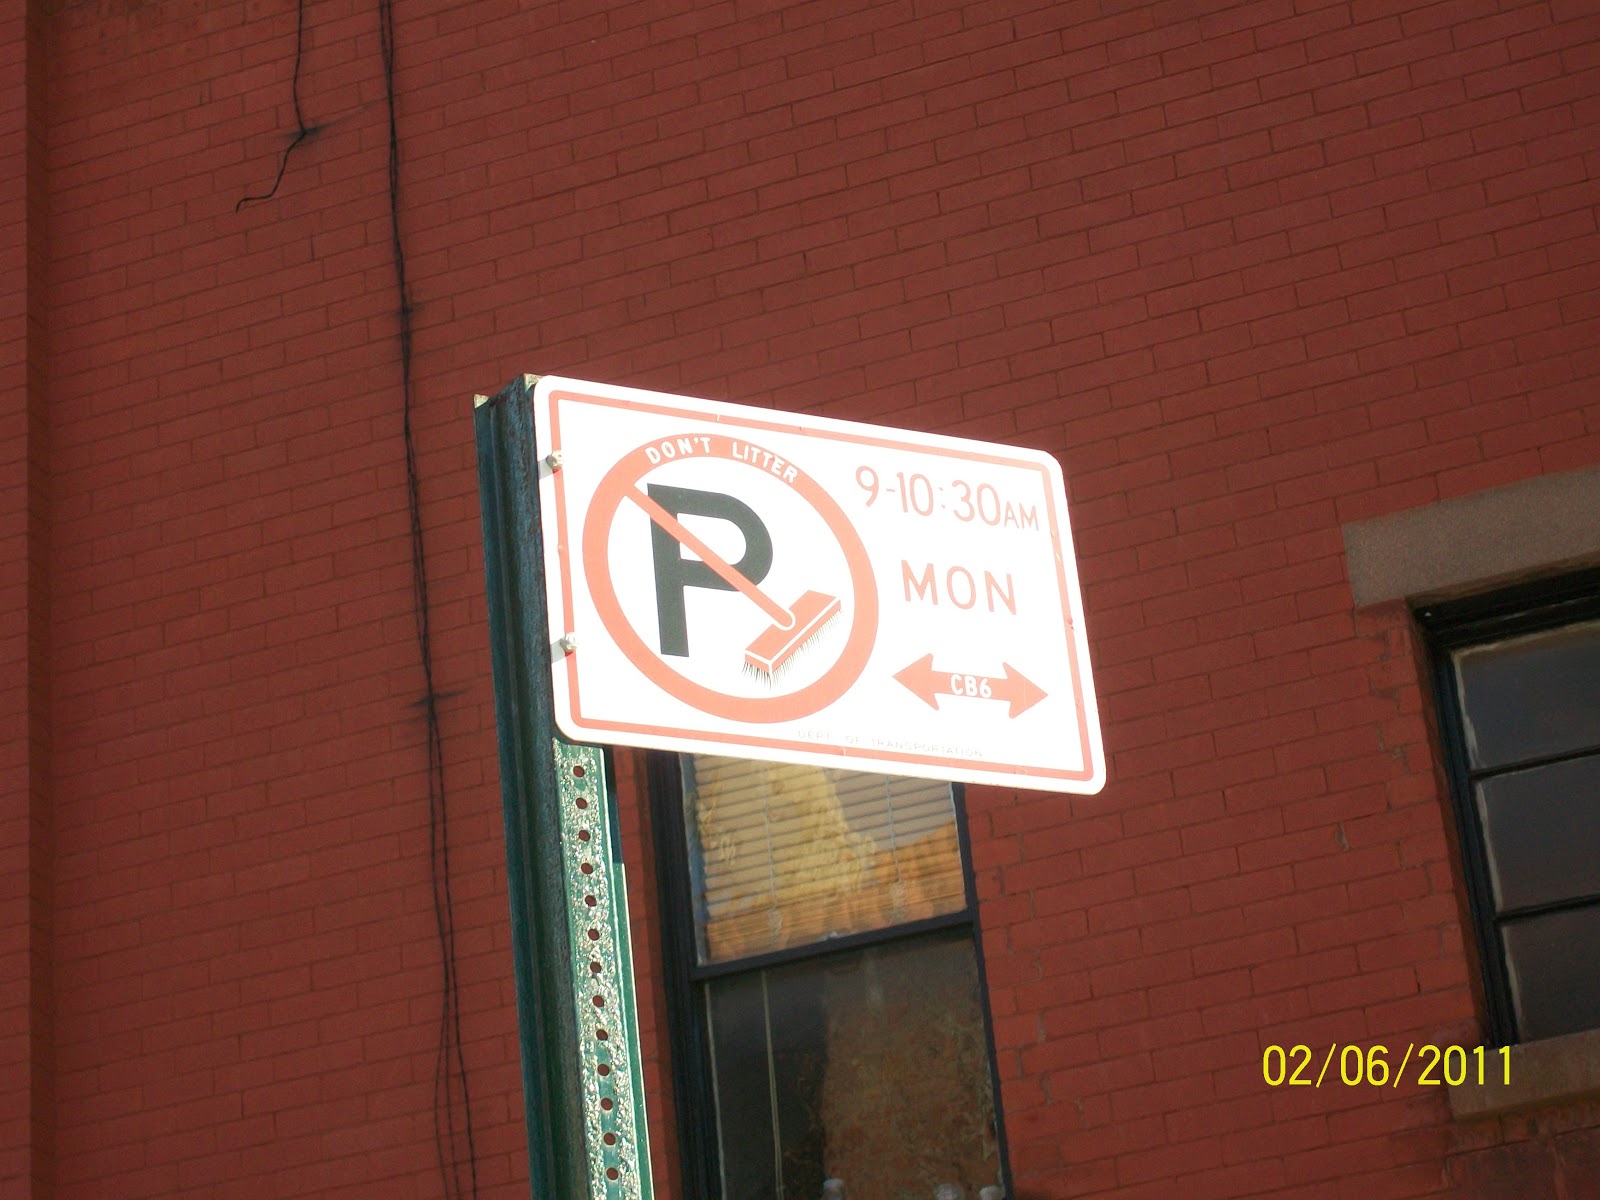 DON'T LITTER
P
9-10:30AM
MON
CB6
DEPT OF TRANSPORTATION
02/06/2011